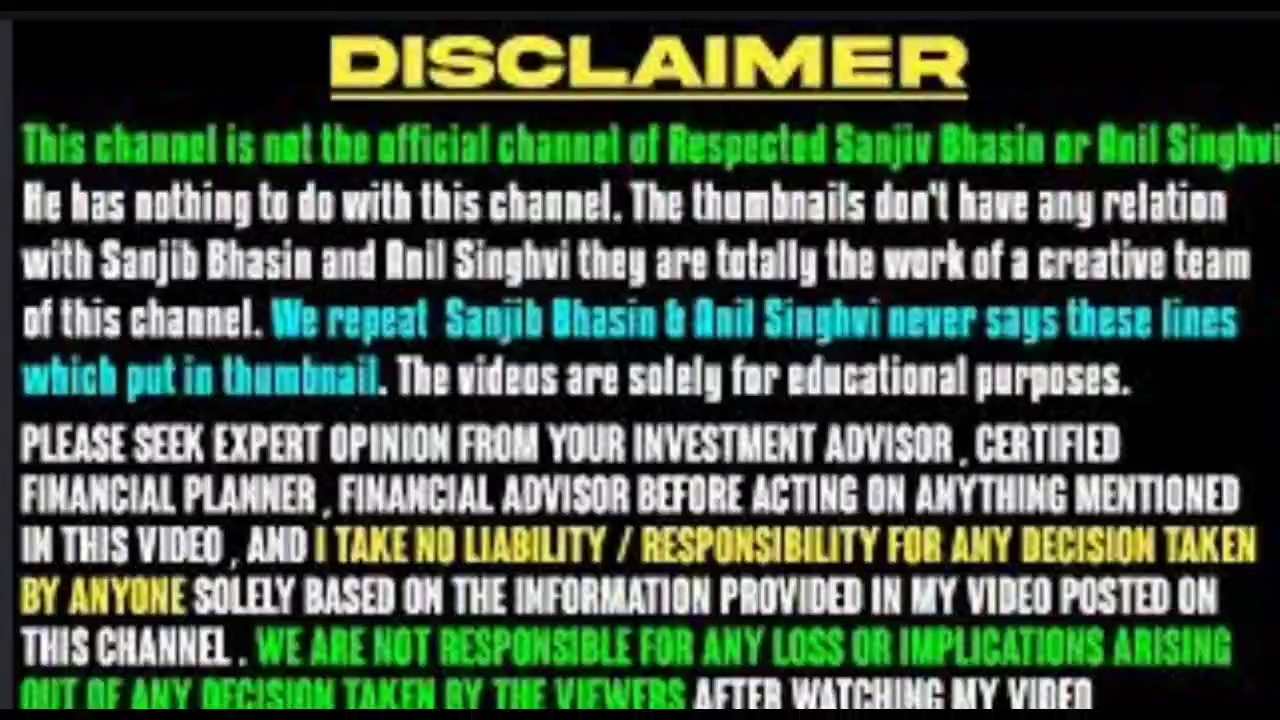 DISCLAIMER
This channel is not the official channel of Respected Sanjiv Bhasin or Anil Singhvi
He has nothing to do with this channel. The thumbnails don't have any relation
with Sanjib Bhasin and Anil Singhvi they are totally the work of a creative team
of this channel. We repeat Sanjib Bhasin & Anil Singhvi never says these lines
which put in thumbnail. The videos are solely for educational purposes.
PLEASE SEEK EXPERT OPINION FROM YOUR INVESTMENT ADVISOR , CERTIFIED
FINANCIAL PLANNER , FINANCIAL ADVISOR BEFORE ACTING ON ANYTHING MENTIONED
IN THIS VIDEO , AND I TAKE NO LIABILITY / RESPONSIBILITY FOR ANY DECISION TAKEN
BY ANYONE SOLELY BASED ON THE INFORMATION PROVIDED IN MY VIDEO POSTED ON
THIS CHANNEL . WE ARE NOT RESPONSIBLE FOR ANY LOSS OR IMPLICATIONS ARISING
OUT OF ANY DECISION TAKEN BY THE VIEWERS AFTER WATCHING MY VIDEO